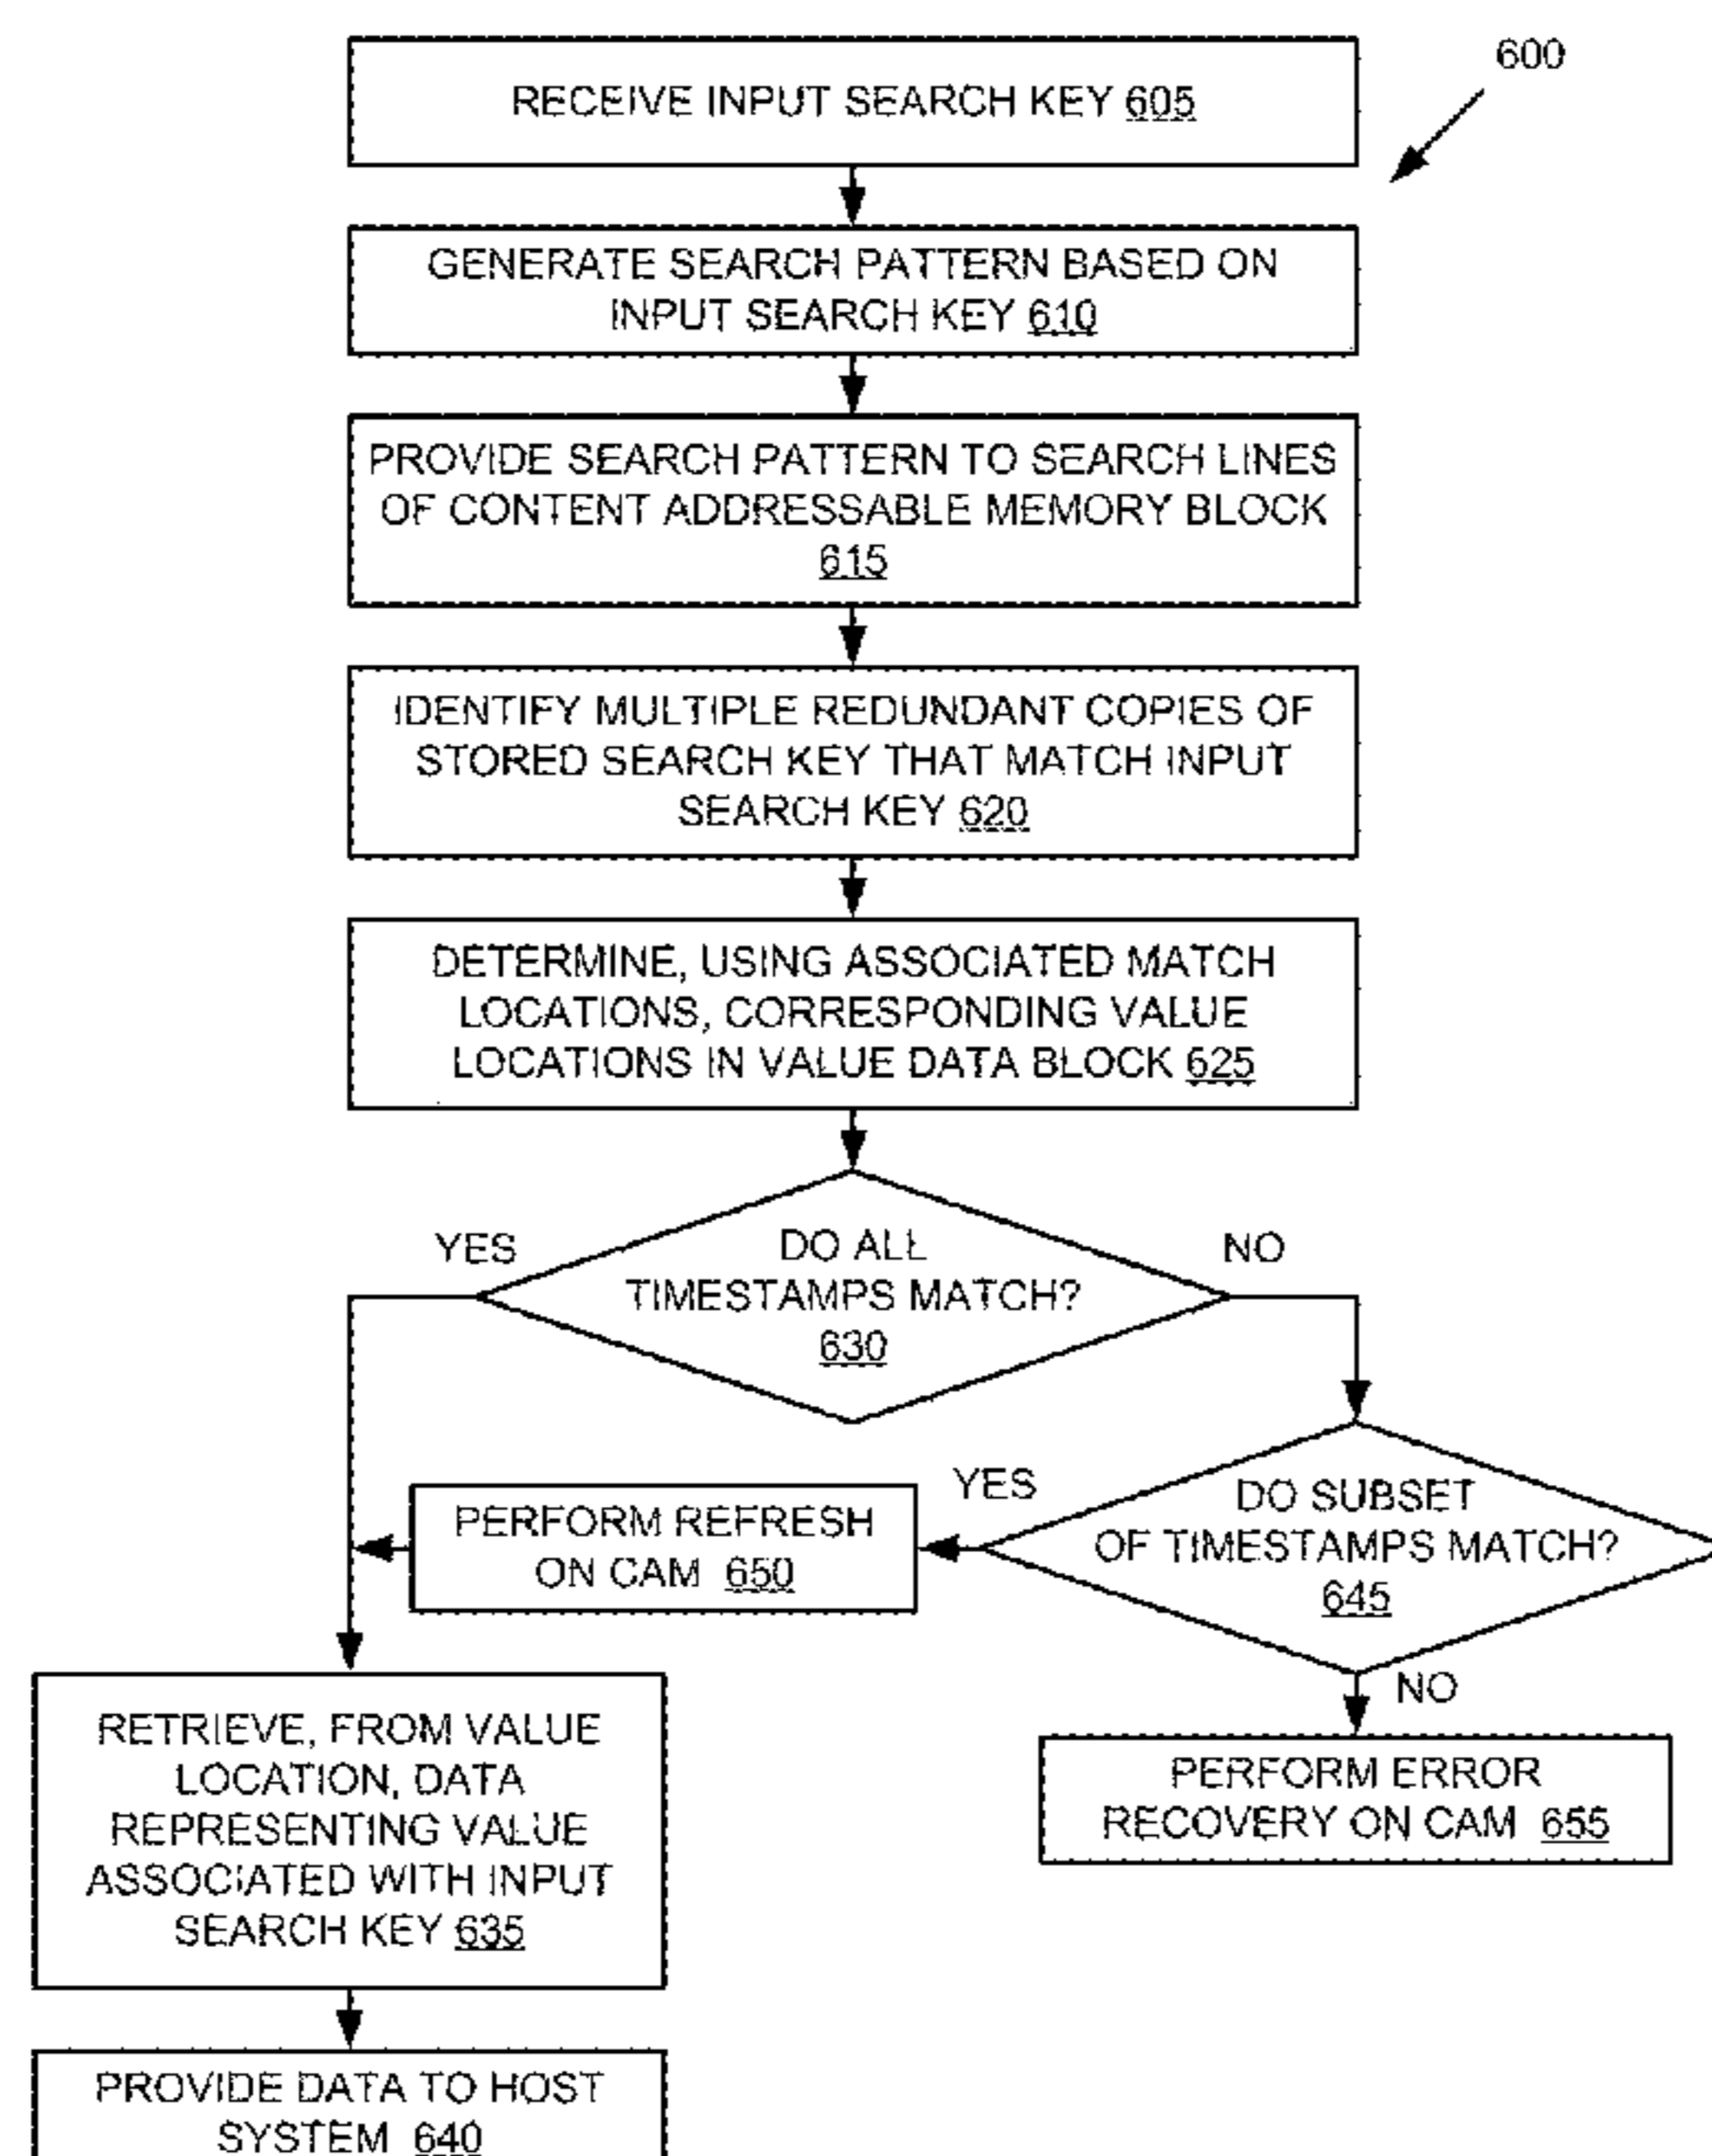 600
RECEIVE INPUT SEARCH KEY 605
GENERATE SEARCH PATTERN BASED ON
INPUT SEARCH KEY 610
PROVIDE SEARCH PATTERN TO SEARCH LINES
OF CONTENT ADDRESSABLE MEMORY BLOCK
615
IDENTIFY MULTIPLE REDUNDANT COPIES OF
STORED SEARCH KEY THAT MATCH INPUT
SEARCH KEY 620
DETERMINE, USING ASSOCIATED MATCH
LOCATIONS, CORRESPONDING VALUE
LOCATIONS IN VALUE DATA BLOCK 625
YES
DO ALL
TIMESTAMPS MATCH?
630
NO
YES
DO SUBSET
OF TIMESTAMPS MATCH?
645
PERFORM REFRESH
ON CAM 650
NO
RETRIEVE, FROM VALUE
LOCATION, DATA
REPRESENTING VALUE
ASSOCIATED WITH INPUT
SEARCH KEY 635
PERFORM ERROR
RECOVERY ON CAM 655
PROVIDE DATA TO HOST
SYSTEM 640